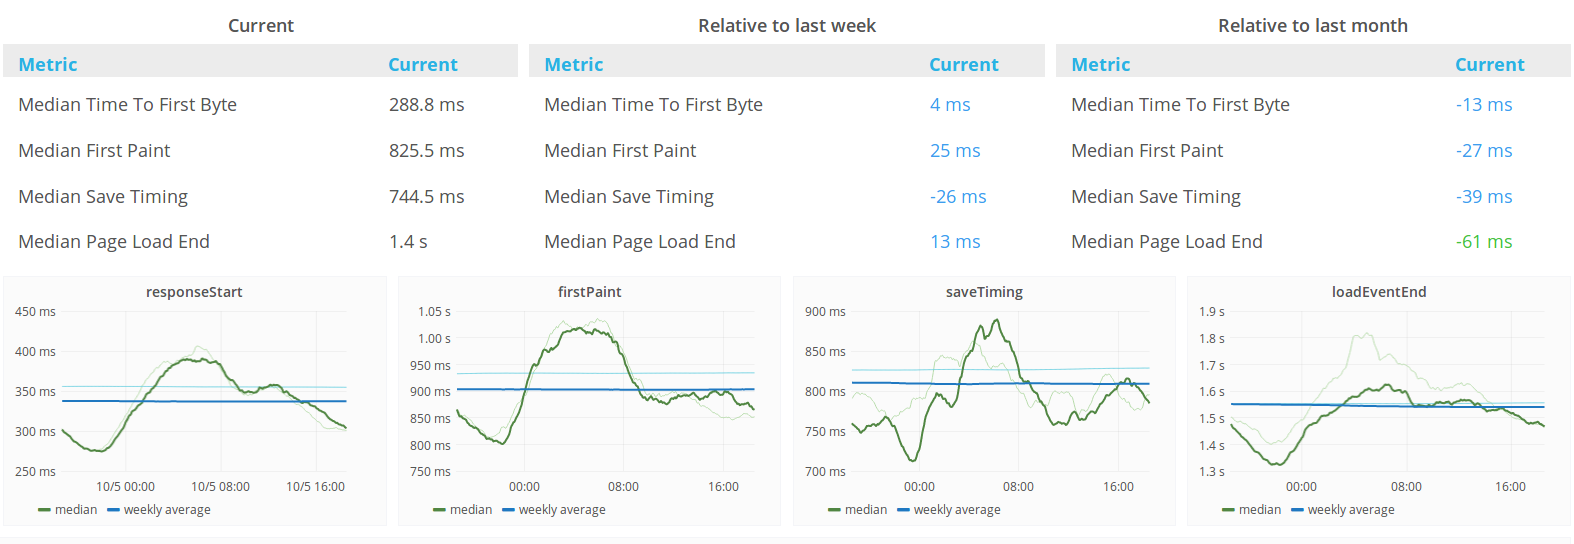 Current
Relative to last week
Relative to last month
Metric Current
Metric Current
Metric Current
Median Time To First Byte 288.8 ms
Median Time To First Byte 4 ms
Median Time To First Byte -13 ms
Median First Paint 825.5 ms
Median First Paint 25 ms
Median First Paint -27 ms
Median Save Timing 744.5 ms
Median Save Timing -26 ms
Median Save Timing -39 ms
Median Page Load End 1.4 s
Median Page Load End 13 ms
Median Page Load End -61 ms
responseStart
450 ms
400 ms
350 ms
300 ms
250 ms
10/5 00:00 10/5 08:00 10/5 16:00
median weekly average
firstPaint
1.05 s
1.00 s
950 ms
900 ms
850 ms
800 ms
750 ms
00:00 08:00 16:00
median weekly average
saveTiming
900 ms
850 ms
800 ms
750 ms
700 ms
00:00 08:00 16:00
median weekly average
loadEventEnd
1.9 s
1.8 s
1.7 s
1.6 s
1.5 s
1.4 s
1.3 s
00:00 08:00 16:00
median weekly average